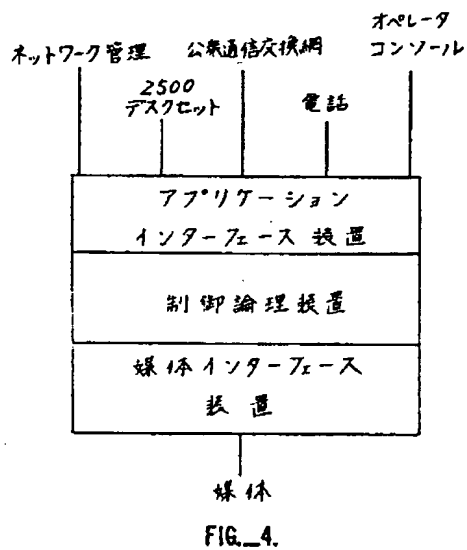 オペレータ
コンソール
ネットワーク管理
公衆通信交換網
2500
デスクセット
電話
アプリケーション
インターフェース装置
制御論理装置
媒体インターフェース
装置
媒体
FIG._4.